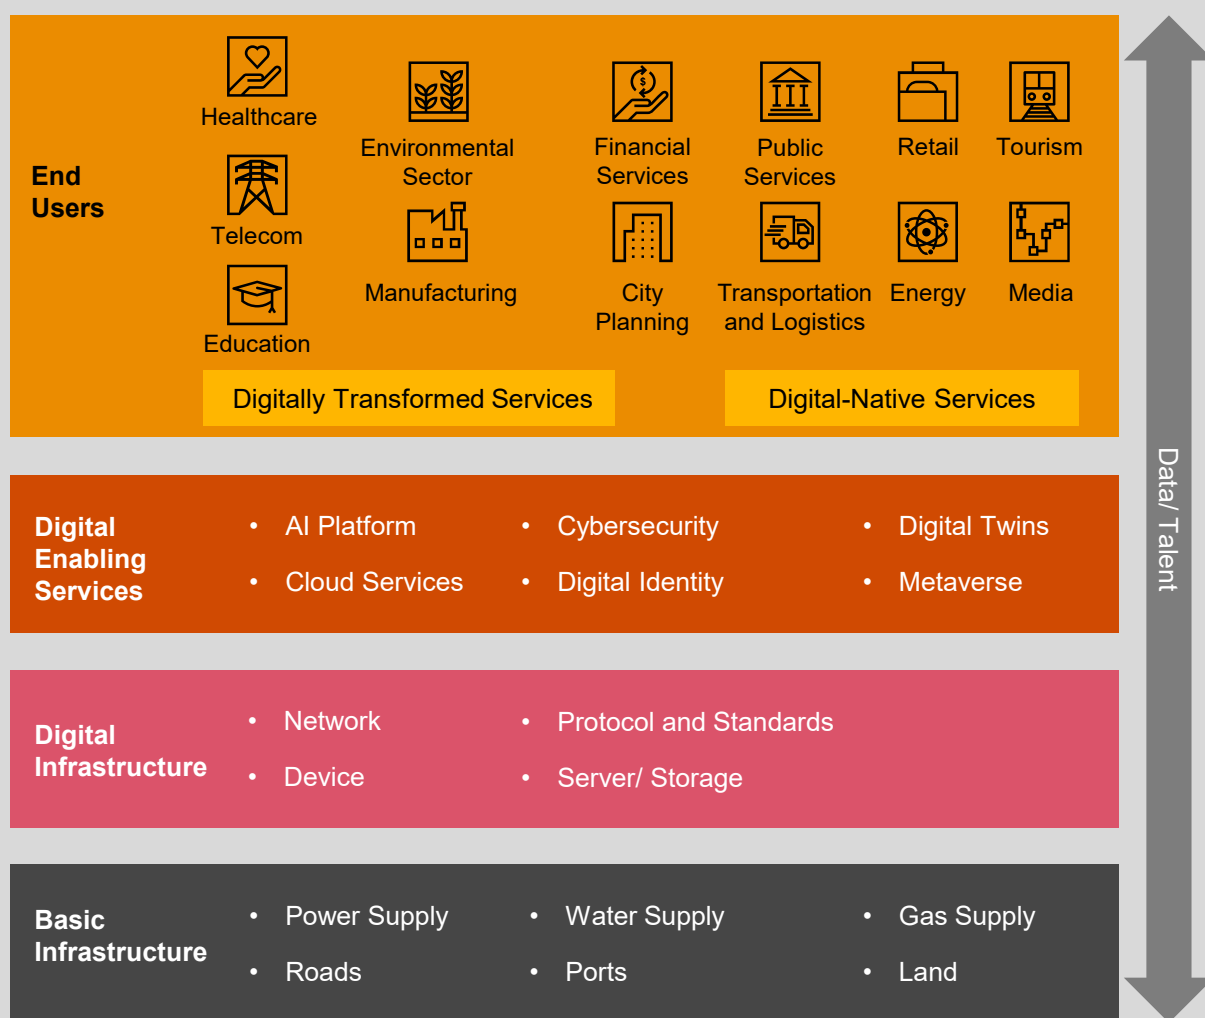 End
Users
Healthcare
Telecom
Education
Environmental
Sector
Manufacturing
Financial
Services
City
Planning
Public
Services
Transportation
and Logistics
Retail
Energy
Tourism
Media
Digitally Transformed Services
Digital-Native Services
Digital
Enabling
Services
• AI Platform
• Cloud Services
• Cybersecurity
• Digital Identity
• Digital Twins
• Metaverse
Digital
Infrastructure
• Network
• Device
• Protocol and Standards
• Server/ Storage
Basic
Infrastructure
• Power Supply
• Roads
• Water Supply
• Ports
• Gas Supply
• Land
Data/ Talent